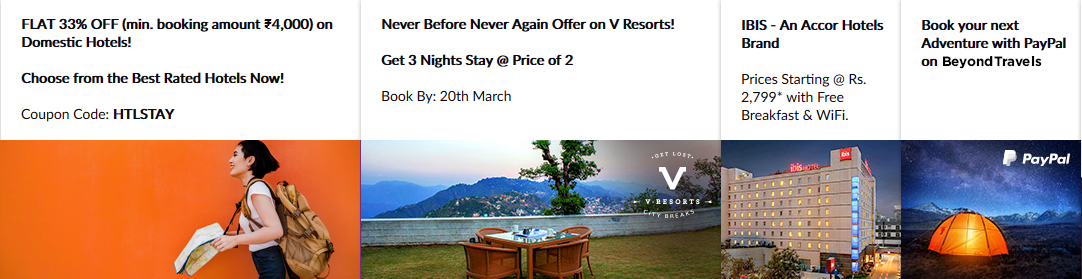 FLAT 33% OFF (min. booking amount ₹4,000) on
Domestic Hotels!
Choose from the Best Rated Hotels Now!
Coupon Code: HTLSTAY
Never Before Never Again Offer on V Resorts!
Get 3 Nights Stay @ Price of 2
Book By: 20th March
·GET LOST·
V
V·RESORTS
CITY BREAKS
IBIS - An Accor Hotels
Brand
Prices Starting @ Rs.
2,799* with Free
Breakfast & WiFi.
ibis
ibis HOTEL
Book your next
Adventure with PayPal
on BeyondTravels
PayPal